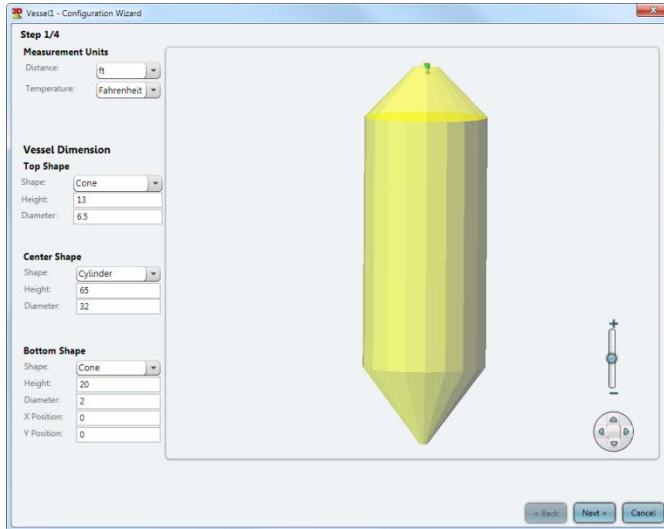 Vessel1 - Configuration Wizard
Step 1/4
Measurement Units
Distance: ft
Temperature: Fahrenheit
Vessel Dimension
Top Shape
Shape: Cone
Height: 13
Diameter: 6.5
Center Shape
Shape: Cylinder
Height: 65
Diameter: 32
Bottom Shape
Shape: Cone
Height: 20
Diameter: 2
X Position: 0
Y Position: 0
+
−
< Back Next > Cancel